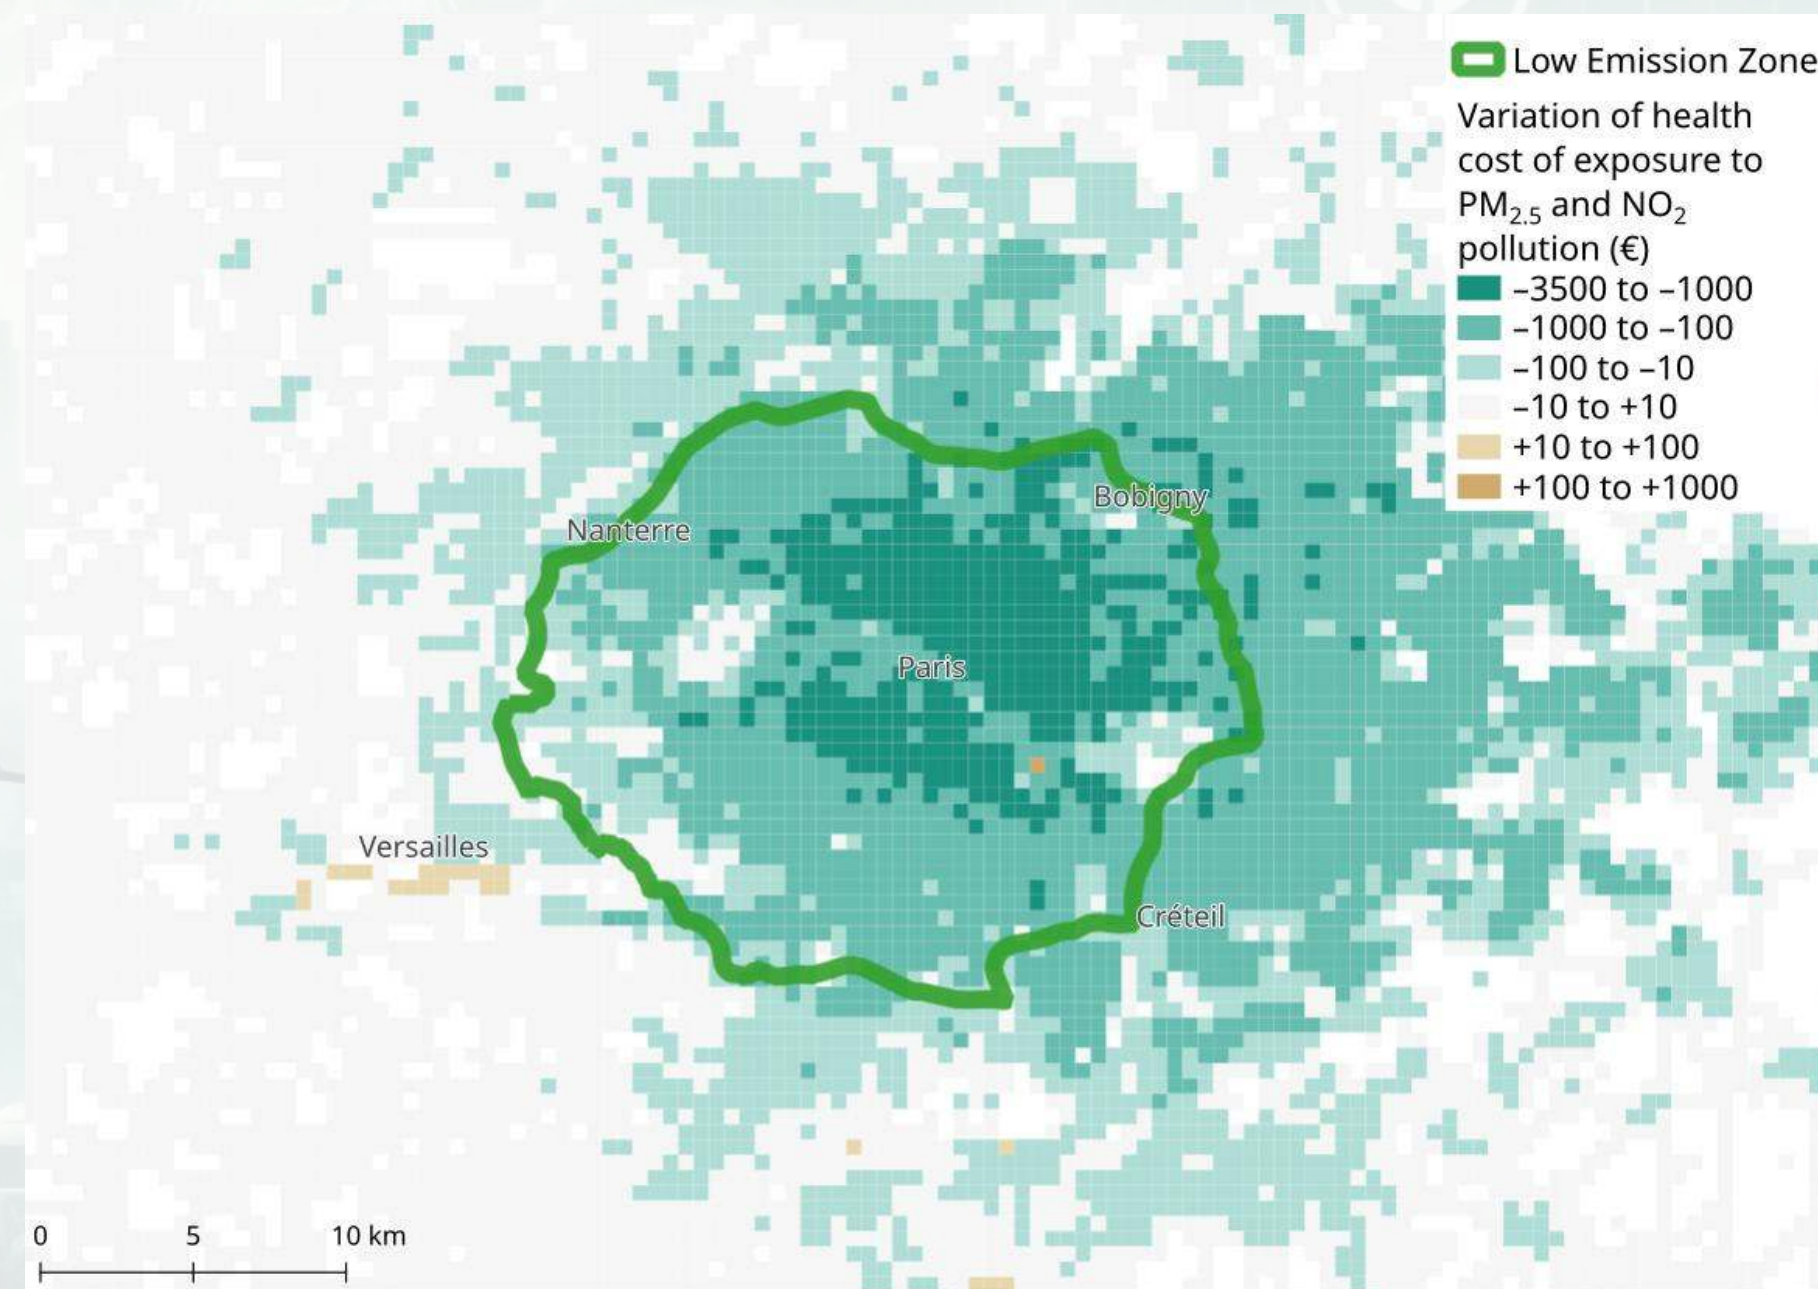 Low Emission Zone
Variation of health
cost of exposure to
PM2.5 and NO2
pollution (€)
–3500 to –1000
–1000 to –100
–100 to –10
–10 to +10
+10 to +100
+100 to +1000
Bobigny
Nanterre
Paris
Versailles
Créteil
0 5 10 km